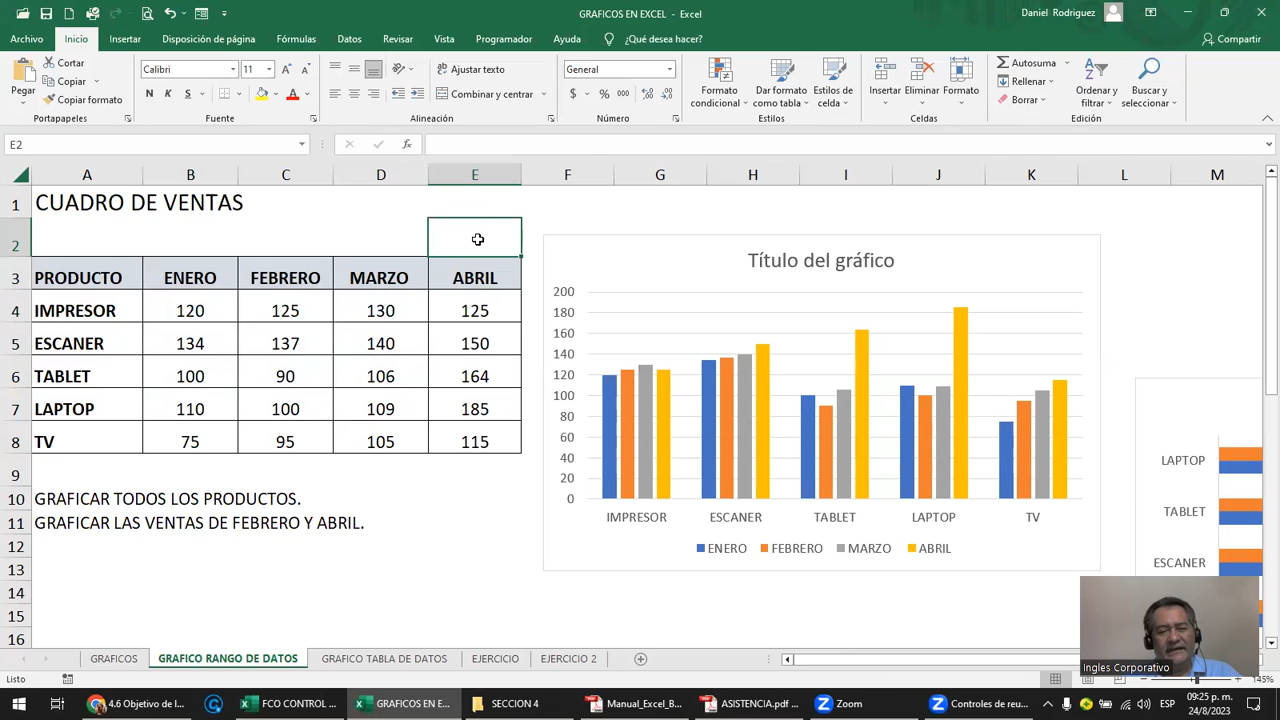 GRAFICOS EN EXCEL - Excel
Daniel Rodriguez
Archivo Inicio Insertar Disposición de página Fórmulas Datos Revisar Vista Programador Ayuda ¿Qué desea hacer? Compartir
Pegar
Cortar
Copiar
Copiar formato
Portapapeles
Calibri 11
N K S
Fuente
Ajustar texto
Combinar y centrar
Alineación
General
$ % 000
Número
Formato condicional
Dar formato como tabla
Estilos de celda
Estilos
Insertar Eliminar Formato
Celdas
Autosuma
Rellenar
Borrar
Ordenar y filtrar
Buscar y seleccionar
Edición
E2 fx
A B C D E F G H I J K L M
1 CUADRO DE VENTAS
2
3 PRODUCTO ENERO FEBRERO MARZO ABRIL
4 IMPRESOR 120 125 130 125
5 ESCANER 134 137 140 150
6 TABLET 100 90 106 164
7 LAPTOP 110 100 109 185
8 TV 75 95 105 115
9
10 GRAFICAR TODOS LOS PRODUCTOS.
11 GRAFICAR LAS VENTAS DE FEBRERO Y ABRIL.
12
13
14
15
16
Título del gráfico
200
180
160
140
120
100
80
60
40
20
0
IMPRESOR ESCANER TABLET LAPTOP TV
ENERO FEBRERO MARZO ABRIL
LAPTOP
TABLET
ESCANER
Ingles Corporativo
GRAFICOS GRAFICO RANGO DE DATOS GRAFICO TABLA DE DATOS EJERCICIO EJERCICIO 2
Listo
145%
4.6 Objetivo de l... FCO CONTROL ... GRAFICOS EN E... SECCION 4 Manual_Excel_B... ASISTENCIA.pdf ... Zoom Controles de reu... ESP
09:25 p. m.
24/8/2023